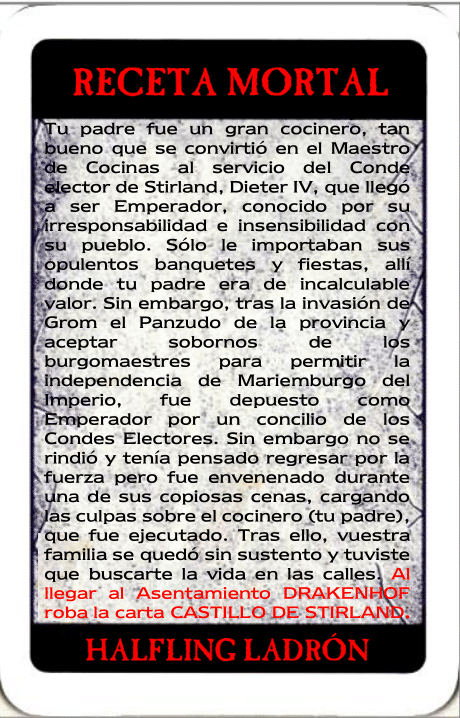 RECETA MORTAL
Tu padre fue un gran cocinero, tan
bueno que se convirtió en el Maestro
de Cocinas al servicio del Conde
elector de Stirland, Dieter IV, que llegó
a ser Emperador, conocido por su
irresponsabilidad e insensibilidad con
su pueblo. Sólo le importaban sus
opulentos banquetes y fiestas, allí
donde tu padre era de incalculable
valor. Sin embargo, tras la invasión de
Grom el Panzudo de la provincia y
aceptar sobornos de los
burgomaestres para permitir la
Independencia de Mariemburgo del
Imperio, fue depuesto como
Emperador por un concilio de los
Condes Electores. Sin embargo no se
rindió y tenía pensado regresar por la
fuerza pero fue envenenado durante
una de sus copiosas cenas, cargando
las culpas sobre el cocinero (tu padre),
que fue ejecutado. Tras ello, vuestra
familia se quedó sin sustento y tuviste
que buscarte la vida en las calles. Al
llegar al Asentamiento DRAKENHOF
roba la carta CASTILLO DE STIRLAND.
HALFLING LADRÓN